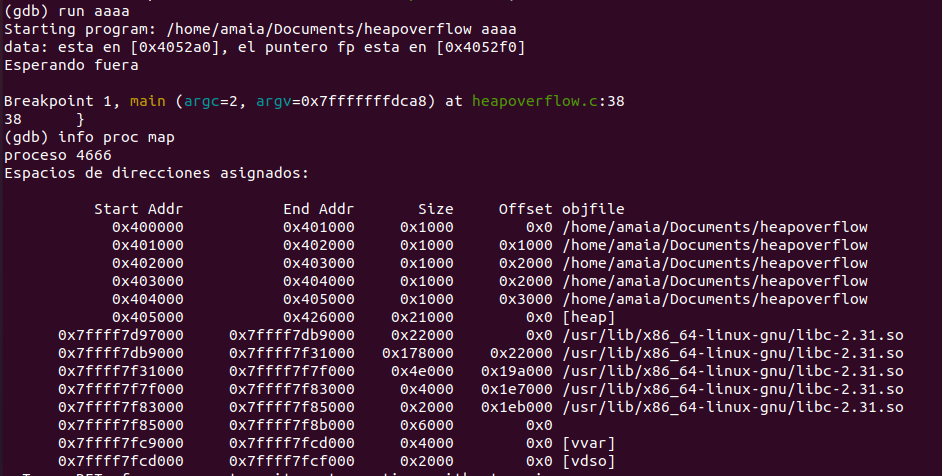 (gdb) run aaaa
Starting program: /home/amaia/Documents/heapoverflow aaaa
data: esta en [0x4052a0], el puntero fp esta en [0x4052f0]
Esperando fuera
Breakpoint 1, main (argc=2, argv=0x7fffffffdca8) at heapoverflow.c:38
38 }
(gdb) info proc map
proceso 4666
Espacios de direcciones asignados:
Start Addr End Addr Size Offset objfile
0x400000 0x401000 0x1000 0x0 /home/amaia/Documents/heapoverflow
0x401000 0x402000 0x1000 0x1000 /home/amaia/Documents/heapoverflow
0x402000 0x403000 0x1000 0x2000 /home/amaia/Documents/heapoverflow
0x403000 0x404000 0x1000 0x2000 /home/amaia/Documents/heapoverflow
0x404000 0x405000 0x1000 0x3000 /home/amaia/Documents/heapoverflow
0x405000 0x426000 0x21000 0x0 [heap]
0x7ffff7d97000 0x7ffff7db9000 0x22000 0x0 /usr/lib/x86_64-linux-gnu/libc-2.31.so
0x7ffff7db9000 0x7ffff7f31000 0x178000 0x22000 /usr/lib/x86_64-linux-gnu/libc-2.31.so
0x7ffff7f31000 0x7ffff7f7f000 0x4e000 0x19a000 /usr/lib/x86_64-linux-gnu/libc-2.31.so
0x7ffff7f7f000 0x7ffff7f83000 0x4000 0x1e7000 /usr/lib/x86_64-linux-gnu/libc-2.31.so
0x7ffff7f83000 0x7ffff7f85000 0x2000 0x1eb000 /usr/lib/x86_64-linux-gnu/libc-2.31.so
0x7ffff7f85000 0x7ffff7f8b000 0x6000 0x0
0x7ffff7fc9000 0x7ffff7fcd000 0x4000 0x0 [vvar]
0x7ffff7fcd000 0x7ffff7fcf000 0x2000 0x0 [vdso]